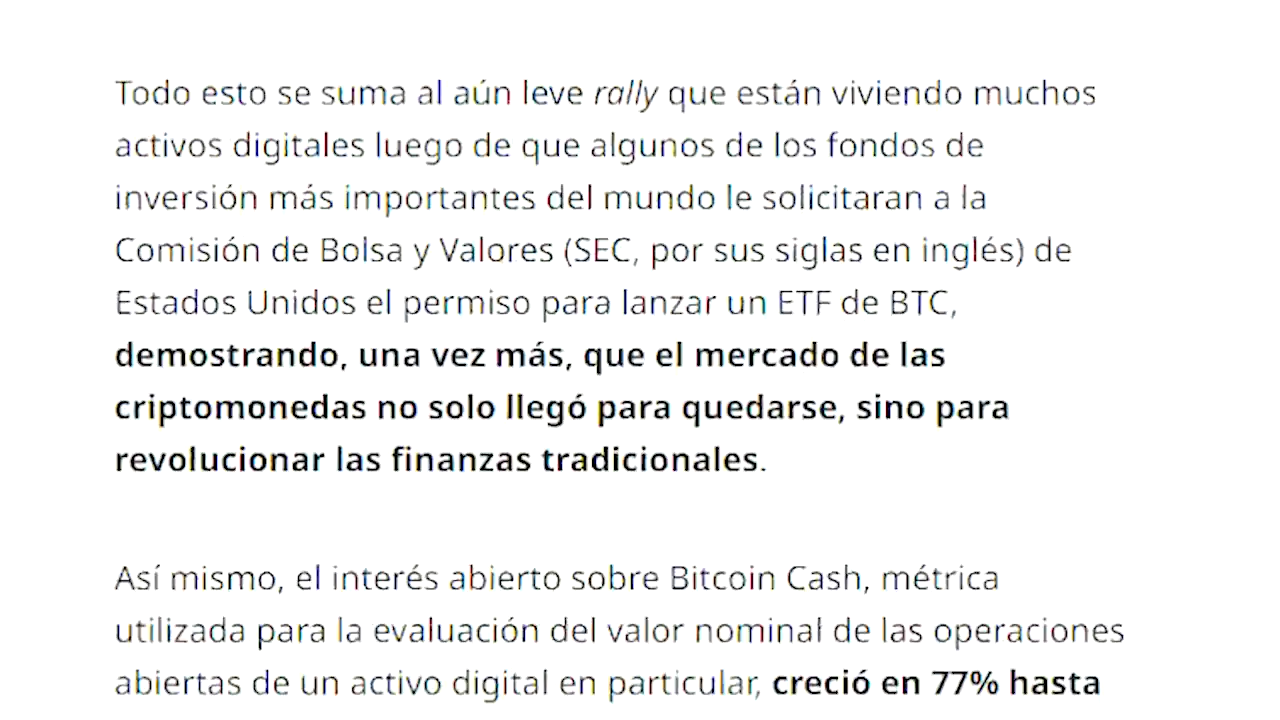 Todo esto se suma al aún leve rally que están viviendo muchos
activos digitales luego de que algunos de los fondos de
inversión más importantes del mundo le solicitaran a la
Comisión de Bolsa y Valores (SEC, por sus siglas en inglés) de
Estados Unidos el permiso para lanzar un ETF de BTC,
demostrando, una vez más, que el mercado de las
criptomonedas no solo llegó para quedarse, sino para
revolucionar las finanzas tradicionales.
Así mismo, el interés abierto sobre Bitcoin Cash, métrica
utilizada para la evaluación del valor nominal de las operaciones
abiertas de un activo digital en particular, creció en 77% hasta